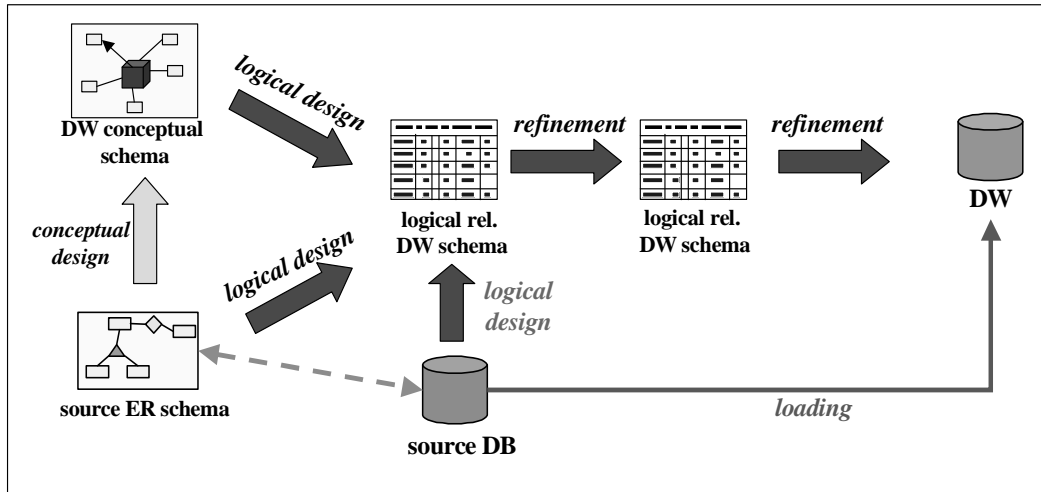 logical design
DW conceptual
schema
refinement
refinement
DW
logical rel.
DW schema
logical rel.
DW schema
conceptual
design
logical design
logical
design
source ER schema
loading
source DB